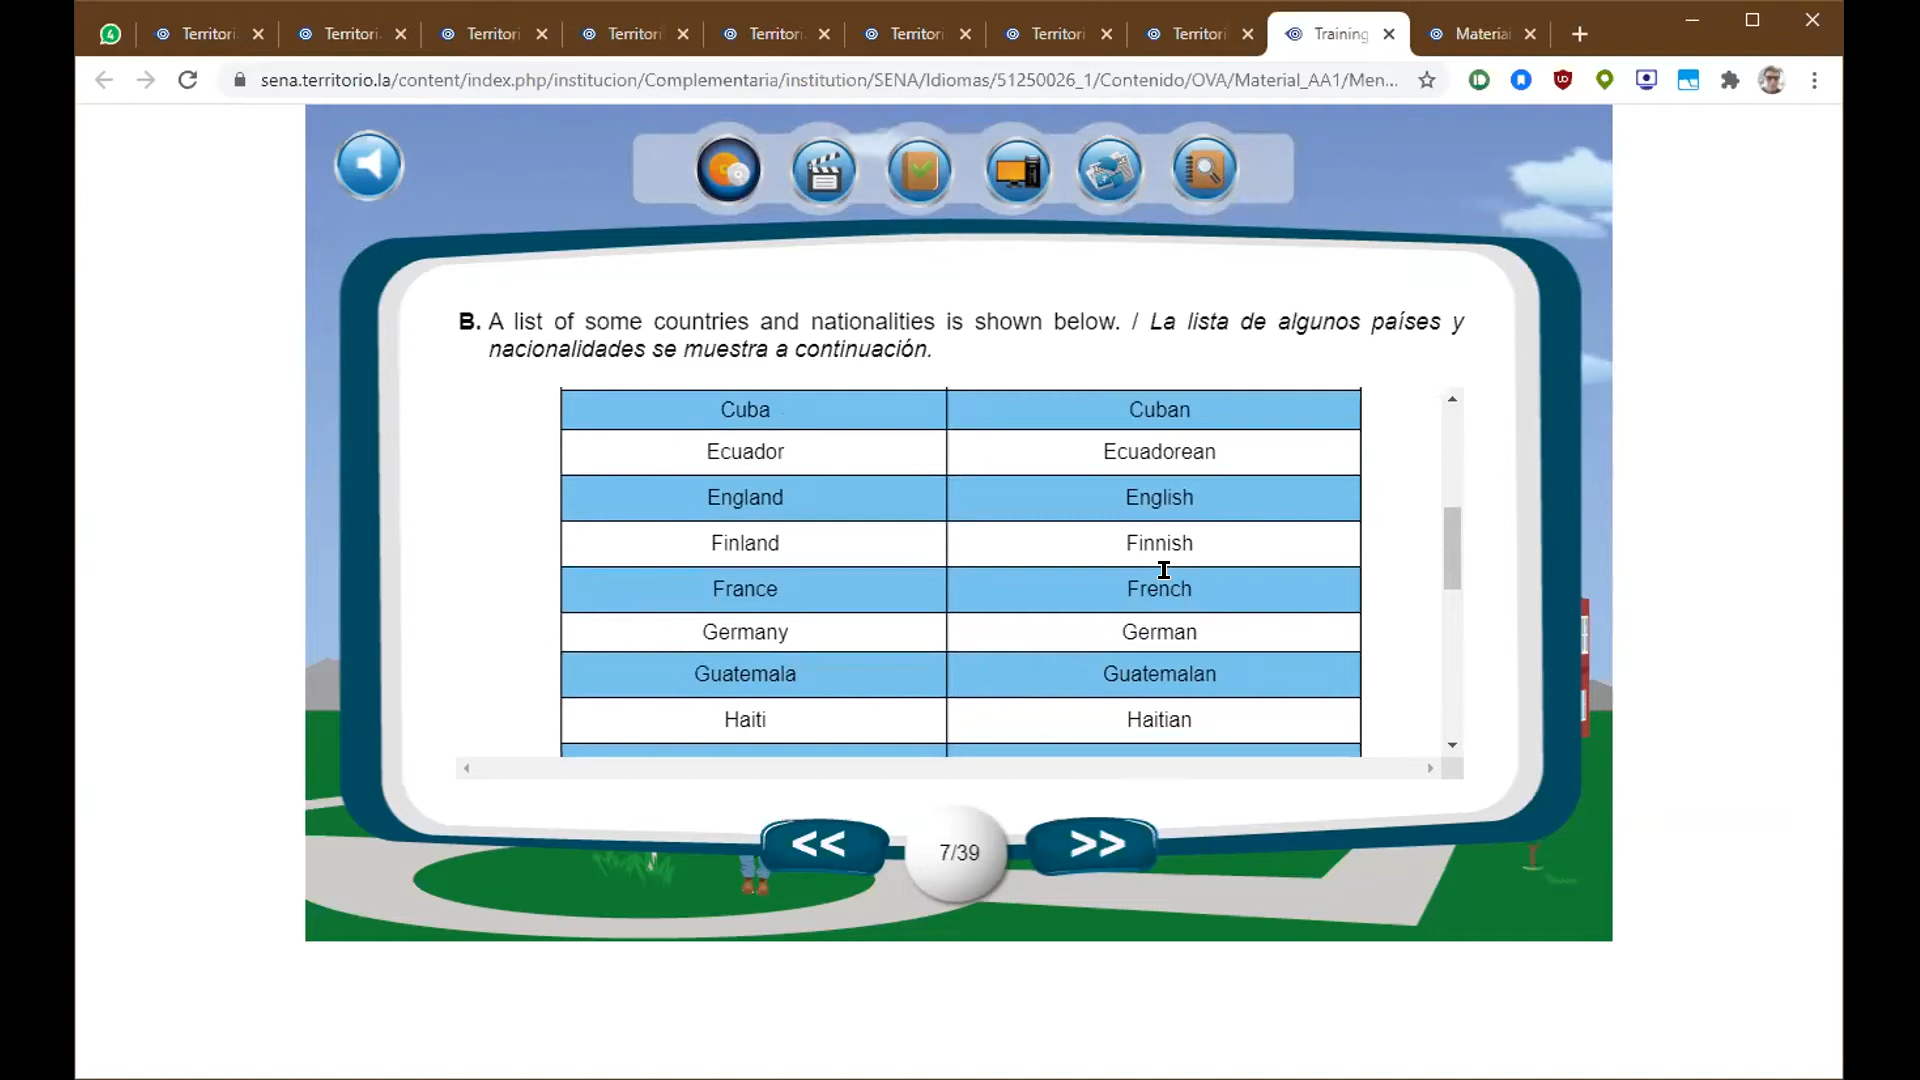 4 Territori Territori Territori Territori Territori Territori Territori Territori Training Materia
sena.territorio.la/content/index.php/institucion/Complementaria/institution/SENA/Idiomas/51250026_1/Contenido/OVA/Material_AA1/Men...
B. A list of some countries and nationalities is shown below. / La lista de algunos países y
nacionalidades se muestra a continuación.
Cuba Cuban
Ecuador Ecuadorean
England English
Finland Finnish
France French
Germany German
Guatemala Guatemalan
Haiti Haitian
<< 7/39 >>